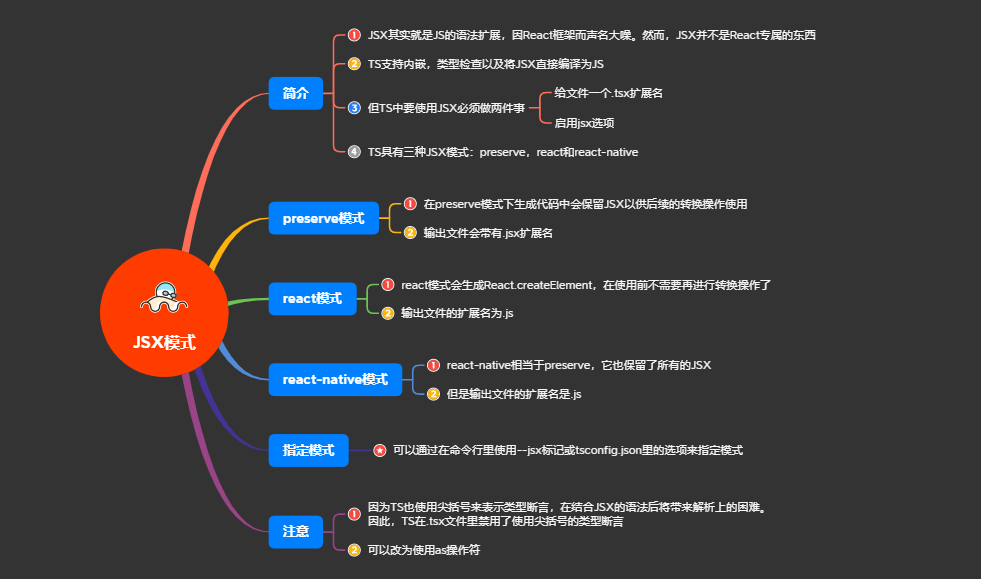 JSX模式
简介
1 JSX其实就是JS的语法扩展，因React框架而声名大噪。然而，JSX并不是React专属的东西
2 TS支持内嵌，类型检查以及将JSX直接编译为JS
3 但TS中要使用JSX必须做两件事
给文件一个.tsx扩展名
启用jsx选项
4 TS具有三种JSX模式：preserve，react和react-native
preserve模式
1 在preserve模式下生成代码中会保留JSX以供后续的转换操作使用
2 输出文件会带有.jsx扩展名
react模式
1 react模式会生成React.createElement，在使用前不需要再进行转换操作了
2 输出文件的扩展名为.js
react-native模式
1 react-native相当于preserve，它也保留了所有的JSX
2 但是输出文件的扩展名是.js
指定模式
可以通过在命令行里使用--jsx标记或tsconfig.json里的选项来指定模式
注意
1 因为TS也使用尖括号来表示类型断言，在结合JSX的语法后将带来解析上的困难。
因此，TS在.tsx文件里禁用了使用尖括号的类型断言
2 可以改为使用as操作符